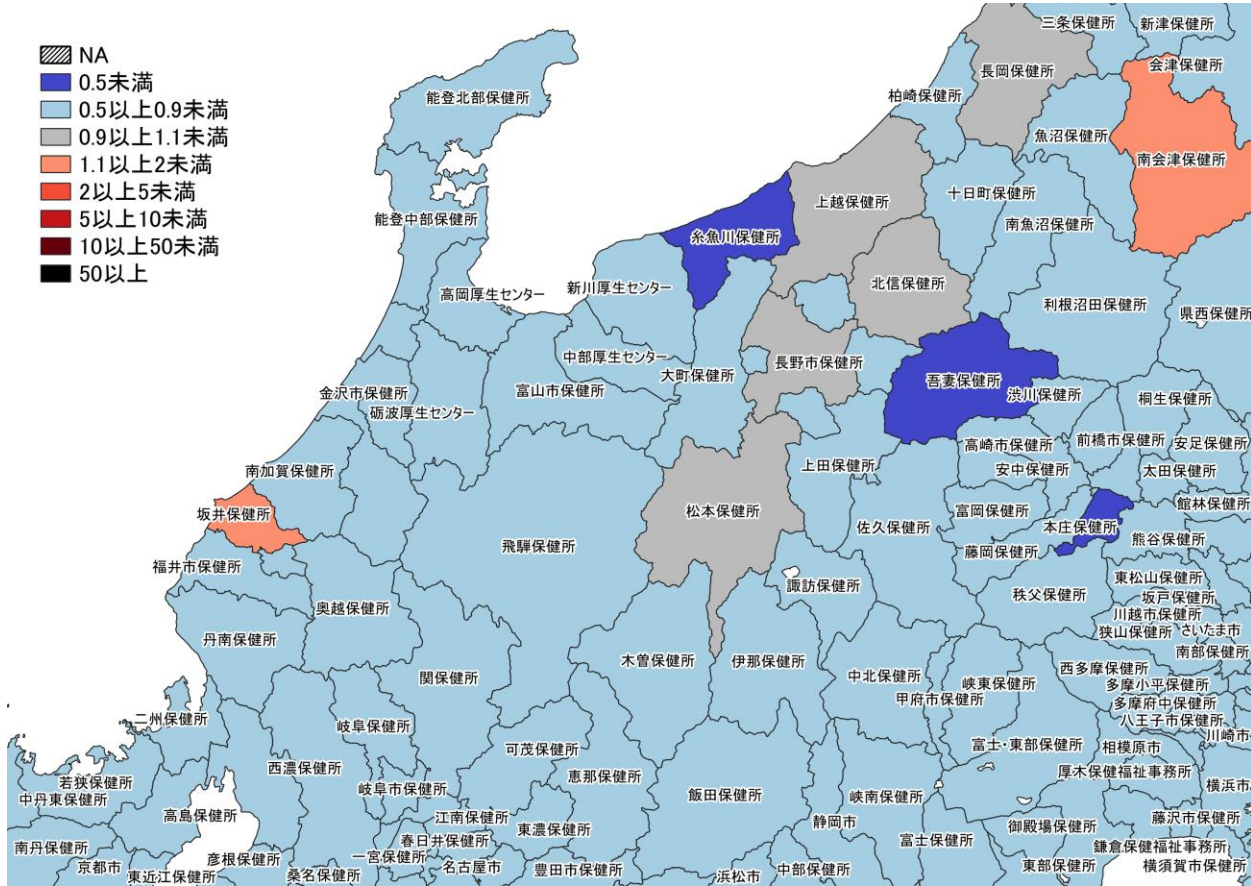 NA
0.5未満
0.5以上0.9未満
0.9以上1.1未満
1.1以上2未満
2以上5未満
5以上10未満
10以上50未満
50以上
三条保健所
新津保健所
長岡保健所
会津保健所
能登北部保健所
柏崎保健所
魚沼保健所
南会津保健所
十日町保健所
上越保健所
能登中部保健所
南魚沼保健所
糸魚川保健所
新川厚生センター
北信保健所
高岡厚生センター
利根沼田保健所
県西保健所
中部厚生センター
長野市保健所
大町保健所
吾妻保健所
富山市保健所
渋川保健所
金沢市保健所
桐生保健所
砺波厚生センター
前橋市保健所
安足保健所
高崎市保健所
南加賀保健所
上田保健所
安中保健所
太田保健所
館林保健所
坂井保健所
松本保健所
富岡保健所
佐久保健所
本庄保健所
熊谷保健所
飛騨保健所
藤岡保健所
福井市保健所
東松山保健所
諏訪保健所
秩父保健所
坂戸保健所
奥越保健所
川越市保健所
狭山保健所
さいたま市
丹南保健所
南部保健所
木曽保健所
伊那保健所
西多摩保健所
関保健所
中北保健所
峡東保健所
多摩小平保健所
甲府市保健所
多摩府中保健所
二州保健所
岐阜保健所
八王子市保健所
川崎市
可茂保健所
富士・東部保健所
相模原市
西濃保健所
恵那保健所
厚木保健福祉事務所
若狭保健所
横浜市
岐阜市保健所
飯田保健所
峡南保健所
中丹東保健所
高島保健所
江南保健所
静岡市
藤沢市保健所
東濃保健所
御殿場保健所
春日井保健所
富士保健所
南丹保健所
鎌倉保健福祉事務所
一宮保健所
京都市
彦根保健所
名古屋市
豊田市保健所
中部保健所
東部保健所
横須賀市保健所
東近江保健所
桑名保健所
浜松市